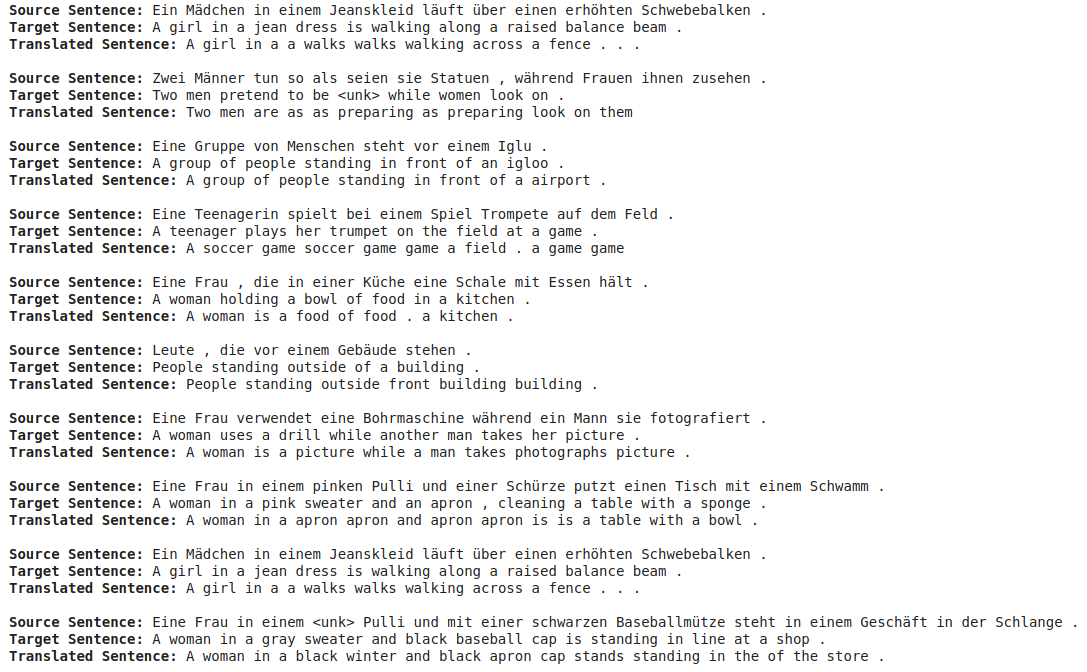 Source Sentence: Ein Mädchen in einem Jeanskleid läuft über einen erhöhten Schwebebalken .
Target Sentence: A girl in a jean dress is walking along a raised balance beam .
Translated Sentence: A girl in a a walks walks walking across a fence . . .
Source Sentence: Zwei Männer tun so als seien sie Statuen , während Frauen ihnen zusehen .
Target Sentence: Two men pretend to be <unk> while women look on .
Translated Sentence: Two men are as as preparing as preparing look on them
Source Sentence: Eine Gruppe von Menschen steht vor einem Iglu .
Target Sentence: A group of people standing in front of an igloo .
Translated Sentence: A group of people standing in front of a airport .
Source Sentence: Eine Teenagerin spielt bei einem Spiel Trompete auf dem Feld .
Target Sentence: A teenager plays her trumpet on the field at a game .
Translated Sentence: A soccer game soccer game game a field . a game game
Source Sentence: Eine Frau , die in einer Küche eine Schale mit Essen hält .
Target Sentence: A woman holding a bowl of food in a kitchen .
Translated Sentence: A woman is a food of food . a kitchen .
Source Sentence: Leute , die vor einem Gebäude stehen .
Target Sentence: People standing outside of a building .
Translated Sentence: People standing outside front building building .
Source Sentence: Eine Frau verwendet eine Bohrmaschine während ein Mann sie fotografiert .
Target Sentence: A woman uses a drill while another man takes her picture .
Translated Sentence: A woman is a picture while a man takes photographs picture .
Source Sentence: Eine Frau in einem pinken Pulli und einer Schürze putzt einen Tisch mit einem Schwamm .
Target Sentence: A woman in a pink sweater and an apron , cleaning a table with a sponge .
Translated Sentence: A woman in a apron apron and apron apron is is a table with a bowl .
Source Sentence: Ein Mädchen in einem Jeanskleid läuft über einen erhöhten Schwebebalken .
Target Sentence: A girl in a jean dress is walking along a raised balance beam .
Translated Sentence: A girl in a a walks walks walking across a fence . . .
Source Sentence: Eine Frau in einem <unk> Pulli und mit einer schwarzen Baseballmütze steht in einem Geschäft in der Schlange .
Target Sentence: A woman in a gray sweater and black baseball cap is standing in line at a shop .
Translated Sentence: A woman in a black winter and black apron cap stands standing in the of the store .